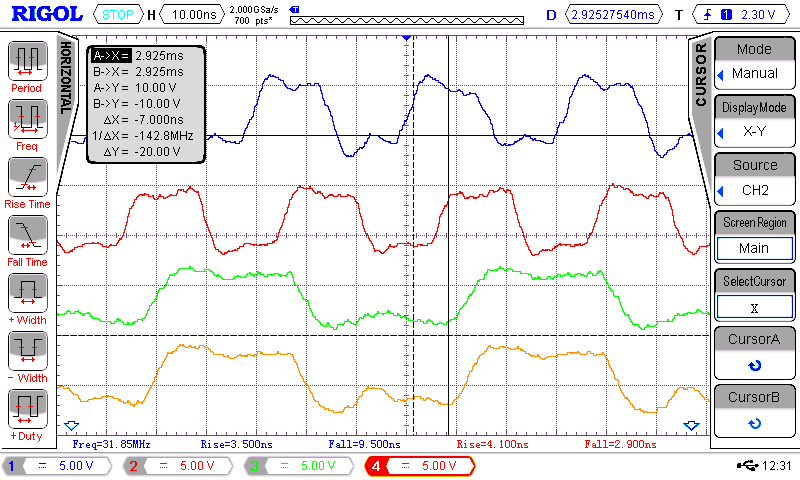 RIGOL STOP H 10.00ns 2.000GSa/s 700 pts* D 2.92527540ms T 1 2.30 V
HORIZONTAL
Period
Freq
Rise Time
Fall Time
+Width
-Width
+Duty
A->X= 2.925ms
B->X= 2.925ms
A->Y= 10.00 V
B->Y= -10.00 V
ΔX= -7.000ns
1/ΔX= -142.8MHz
ΔY= -20.00 V
CURSOR
Mode
Manual
DisplayMode
X-Y
Source
CH2
Screen Region
Main
SelectCursor
X
CursorA
CursorB
Freq=31.85MHz Rise=3.500ns Fall=9.500ns Rise=4.100ns Fall=2.900ns
1 5.00 V 2 5.00 V 3 5.00 V 4 5.00 V 12:31